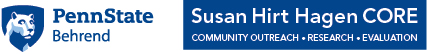 PennState
Behrend
Susan Hirt Hagen CORE
COMMUNITY OUTREACH • RESEARCH • EVALUATION